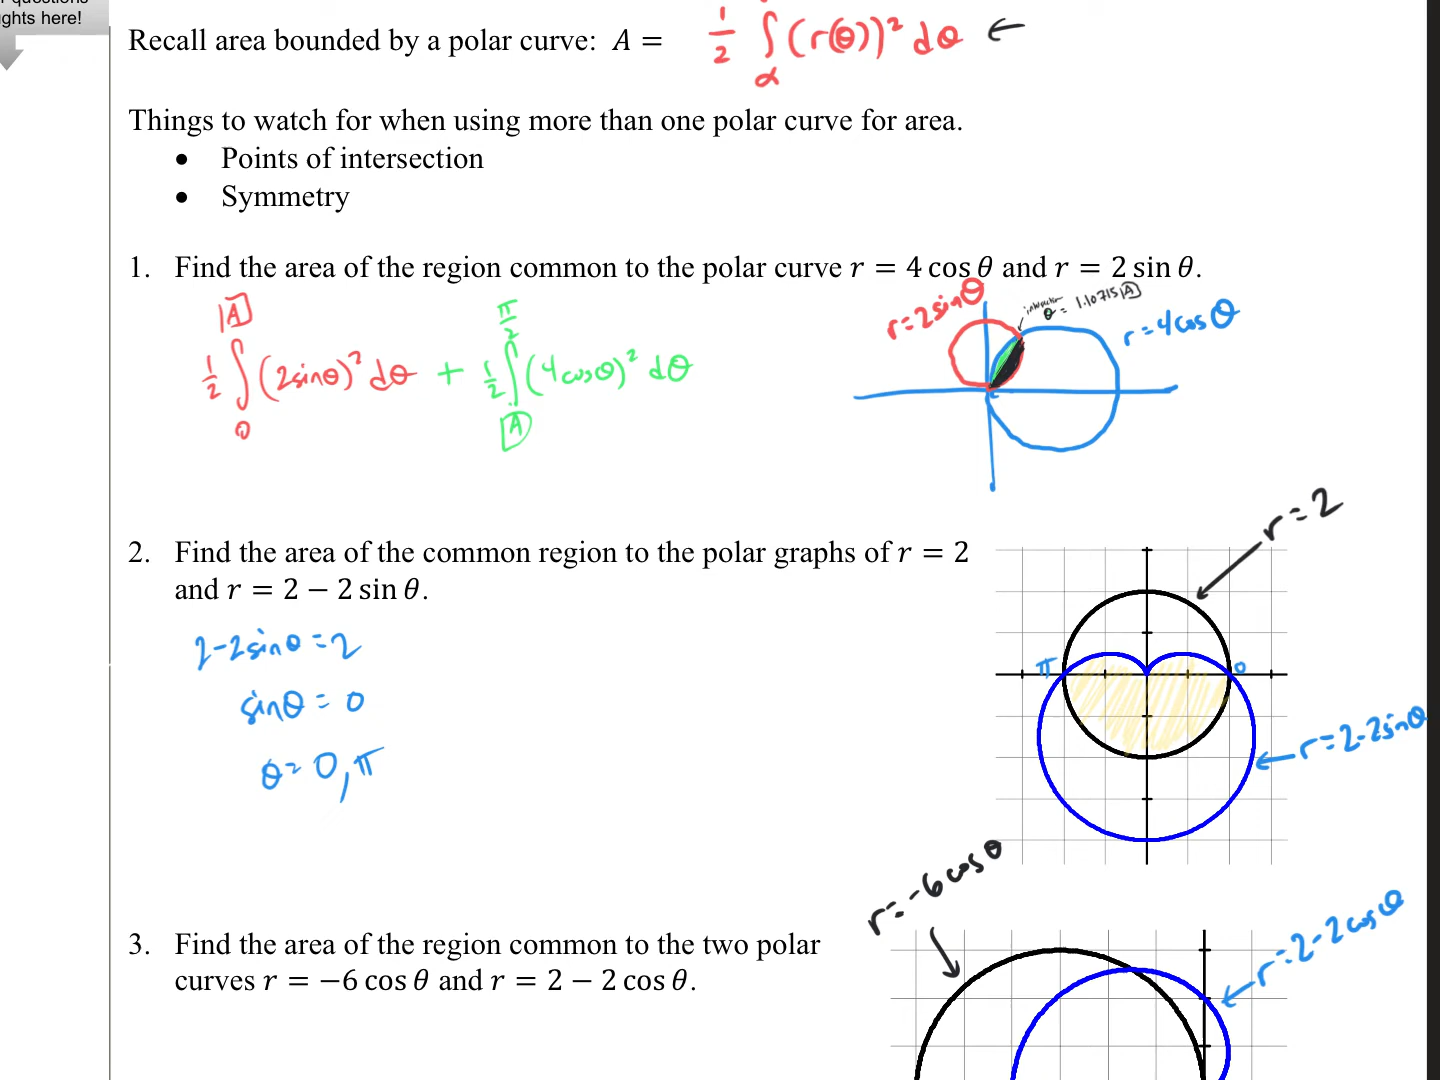 questions
ghts here!
Recall area bounded by a polar curve: A = 1/2 ∫ α (r(θ))² dθ ←
Things to watch for when using more than one polar curve for area.
• Points of intersection
• Symmetry
1. Find the area of the region common to the polar curve r = 4 cos θ and r = 2 sin θ.
1/2 ∫₀^A (2sinθ)² dθ + 1/2 ∫_A^(π/2) (4cosθ)² dθ
r=2sinθ
θ = 1.10715 A
r=4cosθ
2. Find the area of the common region to the polar graphs of r = 2
and r = 2 − 2 sin θ.
r=2
2-2sinθ=2
sinθ = 0
θ= 0, π
π
0
r=2-2sinθ
r=-6cosθ
3. Find the area of the region common to the two polar
curves r = −6 cos θ and r = 2 − 2 cos θ.
r=2-2cosθ